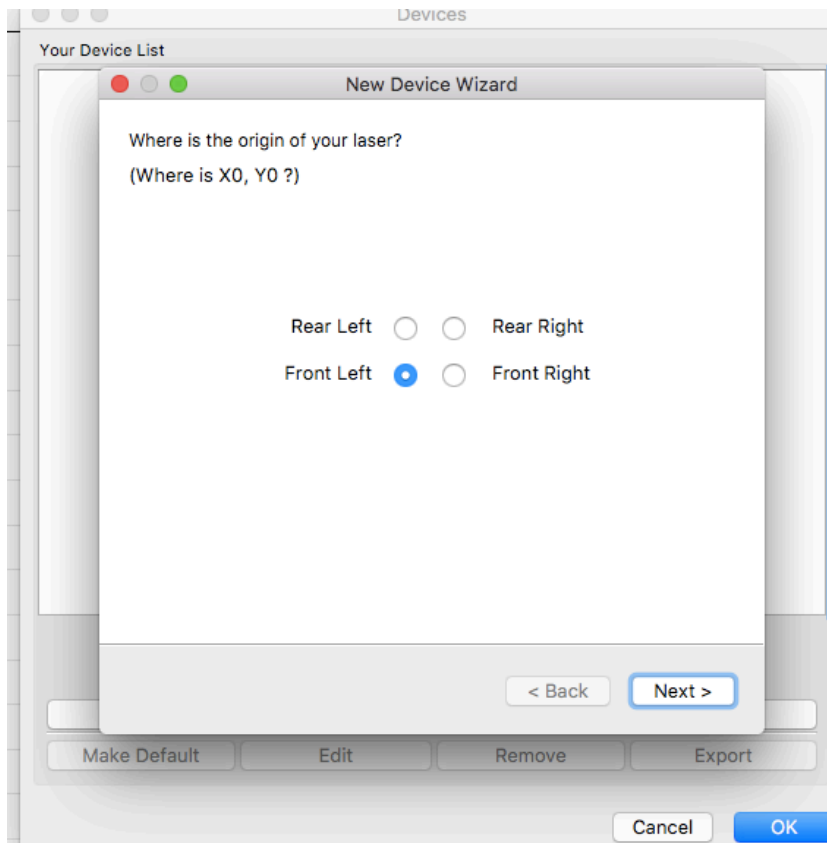 Devices
Your Device List
New Device Wizard
Where is the origin of your laser?
(Where is X0, Y0 ?)
Rear Left Rear Right
Front Left Front Right
< Back Next >
Make Default Edit Remove Export
Cancel OK